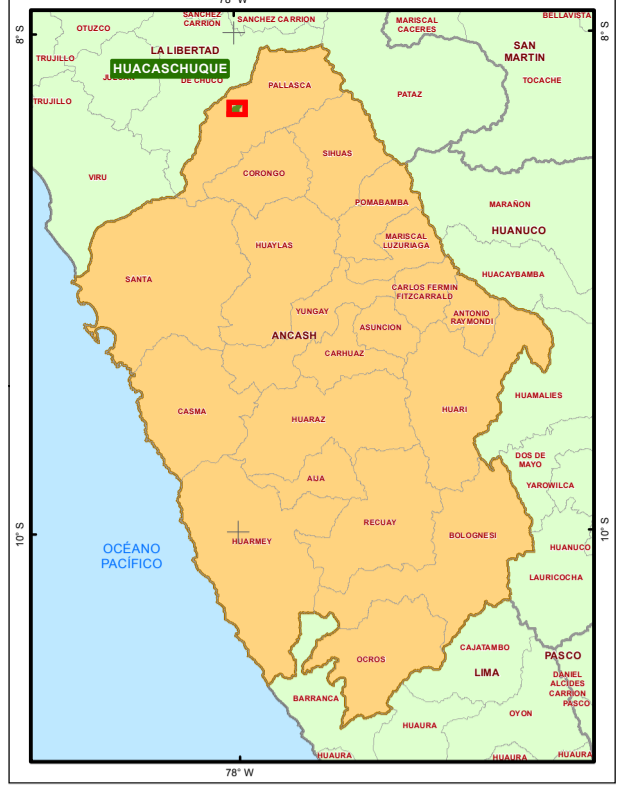 78° W
SANCHEZ
CARRIÓN
SANCHEZ CARRION
MARISCAL
CACERES
BELLAVISTA
OTUZCO
8° S
8° S
LA LIBERTAD
SAN
MARTIN
TRUJILLO
HUACASCHUQUE
DE CHUCO
TOCACHE
PALLASCA
PATAZ
TRUJILLO
SIHUAS
CORONGO
VIRU
POMABAMBA
MARAÑON
HUANUCO
MARISCAL
LUZURIAGA
HUAYLAS
HUACAYBAMBA
SANTA
CARLOS FERMIN
FITZCARRALD
YUNGAY
ANTONIO
RAYMONDI
ASUNCION
ANCASH
CARHUAZ
HUAMALIES
CASMA
HUARI
HUARAZ
DOS DE
MAYO
AIJA
YAROWILCA
RECUAY
10° S
10° S
HUARMEY
BOLOGNESI
OCÉANO
PACÍFICO
HUANUCO
LAURICOCHA
CAJATAMBO
PASCO
OCROS
LIMA
DANIEL
ALCIDES
CARRION
PASCO
BARRANCA
OYON
HUAURA
HUAURA
HUAURA
HUAURA
78° W